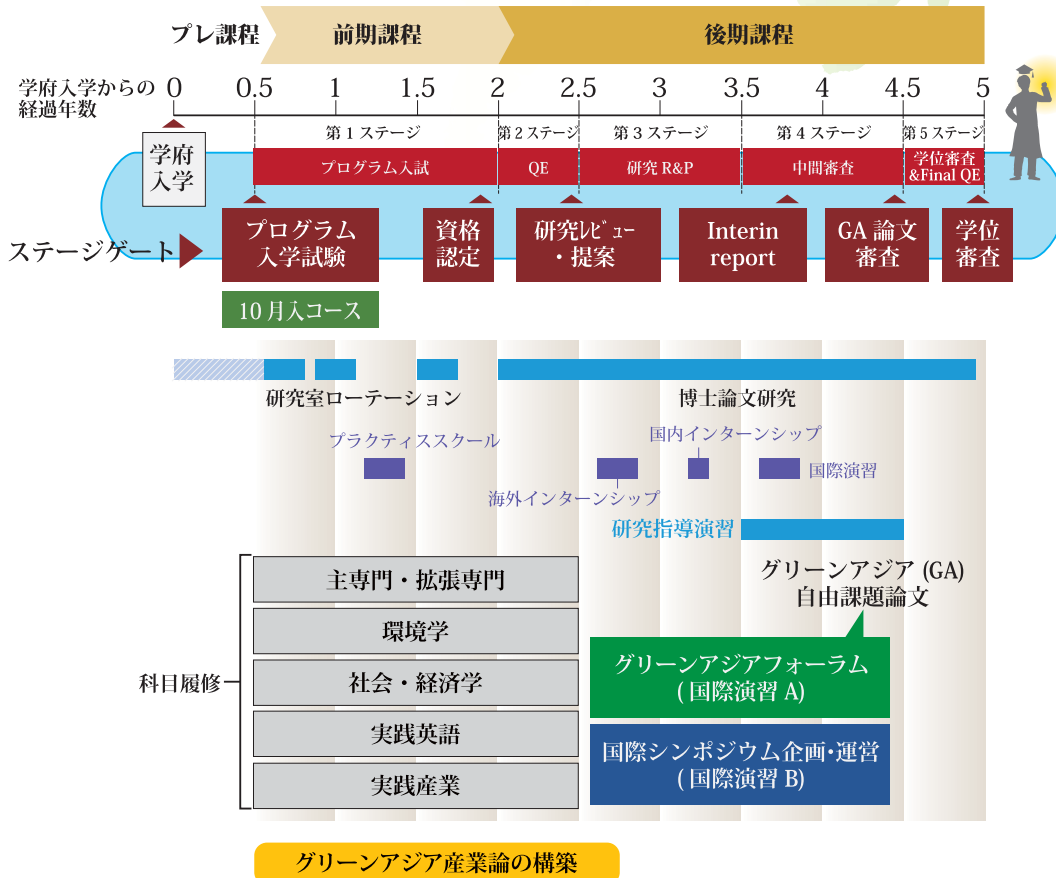 プレ課程
前期課程
後期課程
学府入学からの
経過年数
0 0.5 1 1.5 2 2.5 3 3.5 4 4.5 5
第1ステージ
第2ステージ
第3ステージ
第4ステージ
第5ステージ
学府
入学
プログラム入試
QE
研究 R&P
中間審査
学位審査
&Final QE
ステージゲート
プログラム
入学試験
資格
認定
研究レビュー
・提案
Interin
report
GA 論文
審査
学位
審査
10月入コース
研究室ローテーション
博士論文研究
プラクティススクール
海外インターンシップ
国内インターンシップ
国際演習
研究指導演習
グリーンアジア (GA)
自由課題論文
科目履修
主専門・拡張専門
環境学
社会・経済学
実践英語
実践産業
グリーンアジアフォーラム
( 国際演習 A)
国際シンポジウム企画・運営
( 国際演習 B)
グリーンアジア産業論の構築